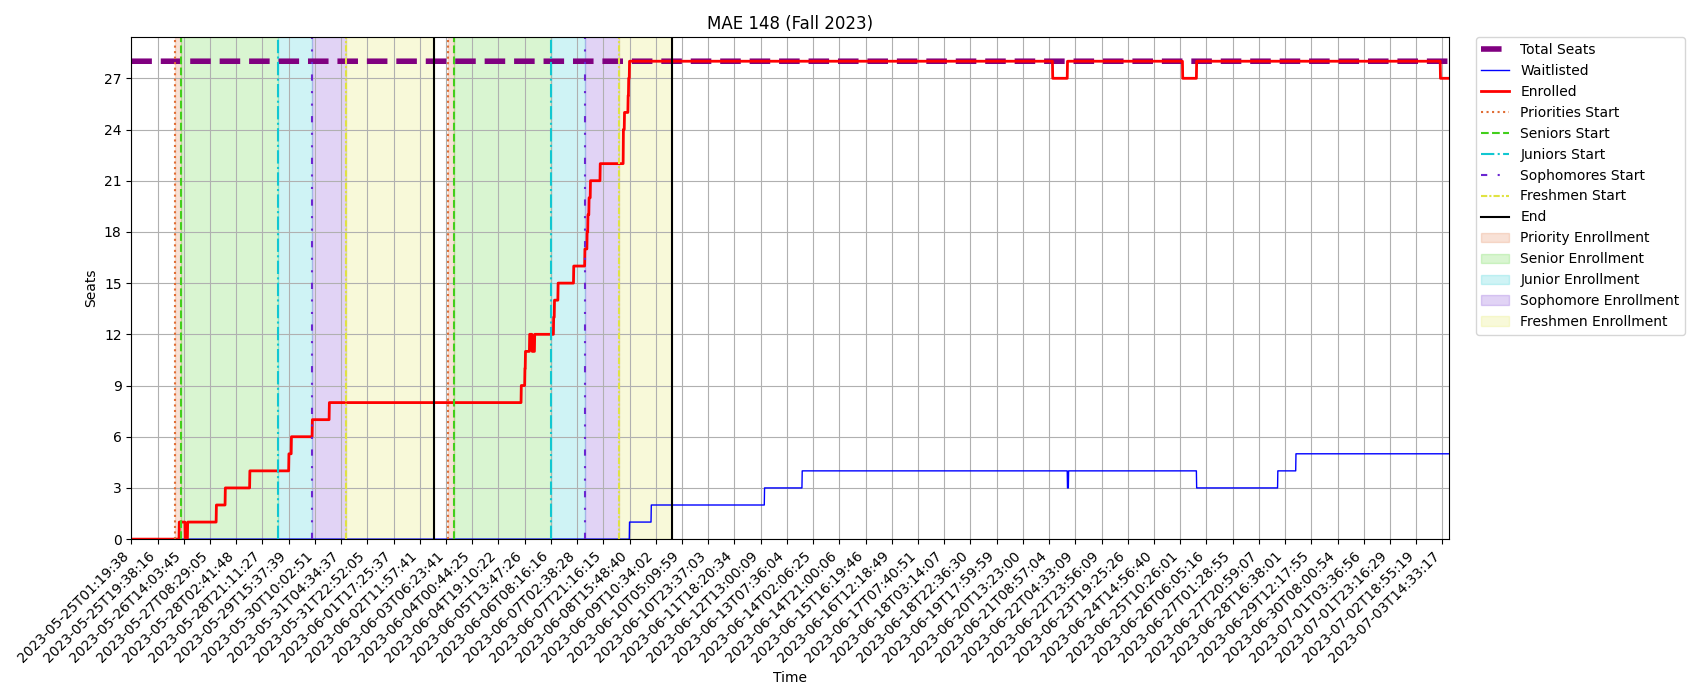 MAE 148 (Fall 2023)
Total Seats
Waitlisted
Enrolled
Priorities Start
Seniors Start
Juniors Start
Sophomores Start
Freshmen Start
End
Priority Enrollment
Senior Enrollment
Junior Enrollment
Sophomore Enrollment
Freshmen Enrollment
Seats
27
24
21
18
15
12
9
6
3
0
2023-05-25T01:19:38
2023-05-25T19:38:16
2023-05-26T14:03:45
2023-05-27T08:29:05
2023-05-28T02:41:48
2023-05-28T21:11:27
2023-05-29T15:37:39
2023-05-30T10:02:51
2023-05-31T04:34:37
2023-05-31T22:52:05
2023-06-01T17:25:37
2023-06-02T11:57:41
2023-06-03T06:23:41
2023-06-04T00:44:25
2023-06-04T19:10:22
2023-06-05T13:47:26
2023-06-06T08:16:16
2023-06-07T02:38:28
2023-06-07T21:16:15
2023-06-08T15:48:40
2023-06-09T10:34:02
2023-06-10T05:09:59
2023-06-10T23:37:03
2023-06-11T18:20:34
2023-06-12T13:00:09
2023-06-13T07:36:04
2023-06-14T02:06:25
2023-06-14T21:00:06
2023-06-15T16:19:46
2023-06-16T12:18:49
2023-06-17T07:40:51
2023-06-18T03:14:07
2023-06-18T22:36:30
2023-06-19T17:59:59
2023-06-20T13:23:00
2023-06-21T08:57:04
2023-06-22T04:33:09
2023-06-22T23:56:09
2023-06-23T19:25:26
2023-06-24T14:56:40
2023-06-25T10:26:01
2023-06-26T06:05:16
2023-06-27T01:28:55
2023-06-27T20:59:07
2023-06-28T16:38:01
2023-06-29T12:17:55
2023-06-30T08:00:54
2023-07-01T03:36:56
2023-07-01T23:16:29
2023-07-02T18:55:19
2023-07-03T14:33:17
Time